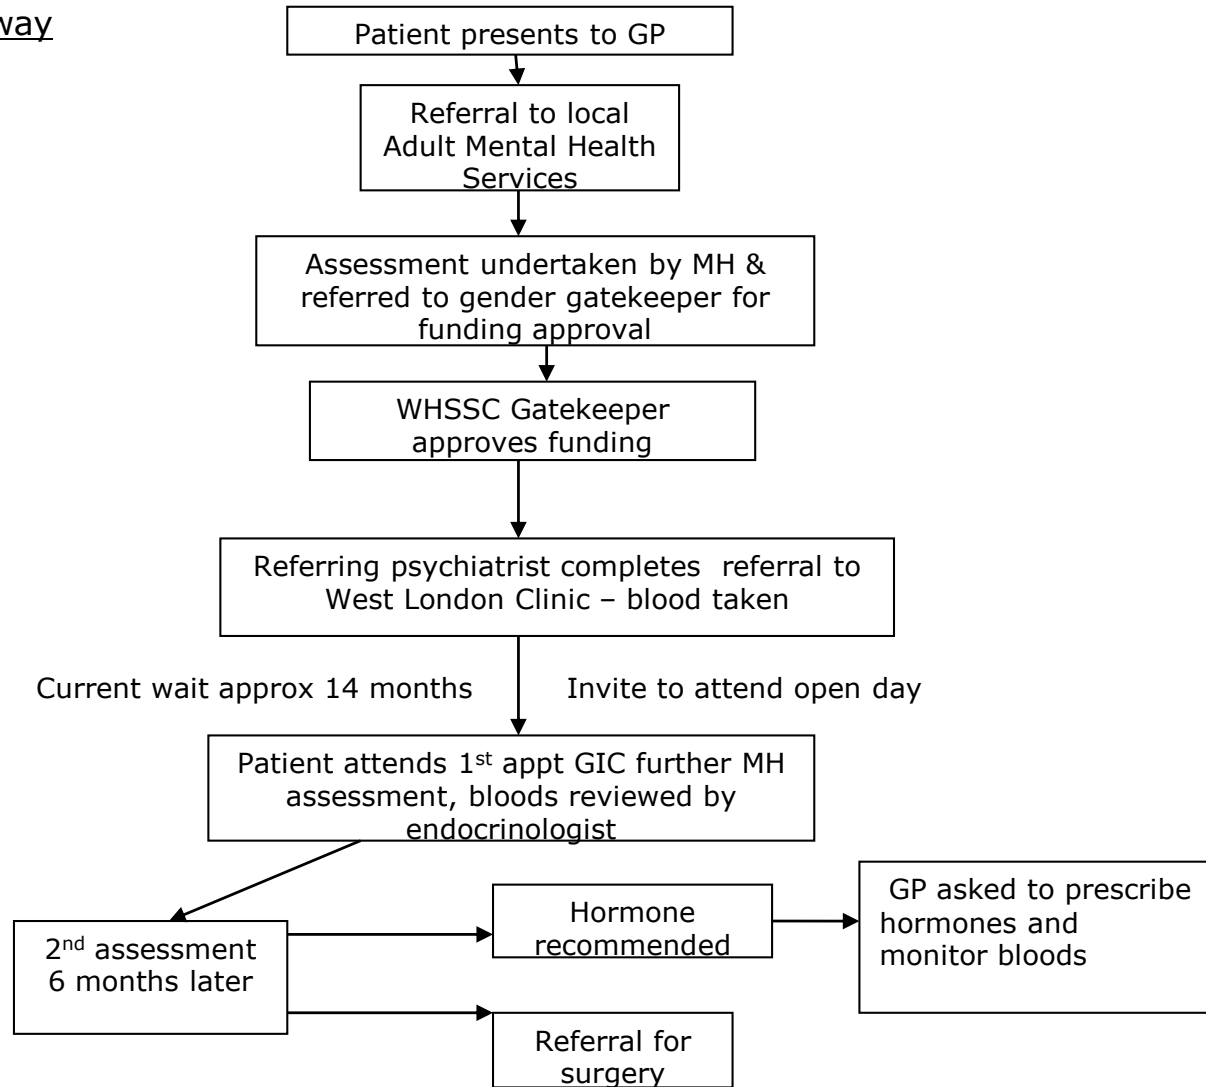 way
Patient presents to GP
Referral to local
Adult Mental Health
Services
Assessment undertaken by MH &
referred to gender gatekeeper for
funding approval
WHSSC Gatekeeper
approves funding
Referring psychiatrist completes  referral to
West London Clinic – blood taken
Current wait approx 14 months
Invite to attend open day
Patient attends 1st appt GIC further MH
assessment, bloods reviewed by
endocrinologist
2nd assessment
6 months later
Hormone
recommended
GP asked to prescribe
hormones and
monitor bloods
Referral for
surgery